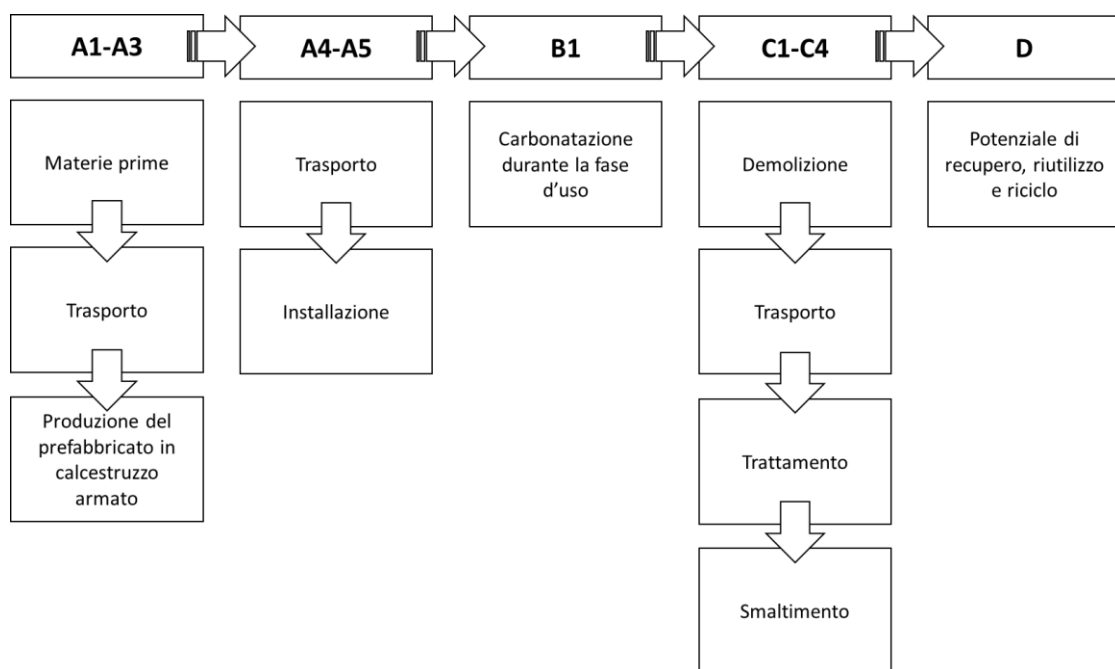 A1-A3
A4-A5
B1
C1-C4
D
Materie prime
Trasporto
Produzione del
prefabbricato in
calcestruzzo
armato
Trasporto
Installazione
Carbonatazione
durante la fase
d'uso
Demolizione
Trasporto
Trattamento
Smaltimento
Potenziale di
recupero, riutilizzo
e riciclo